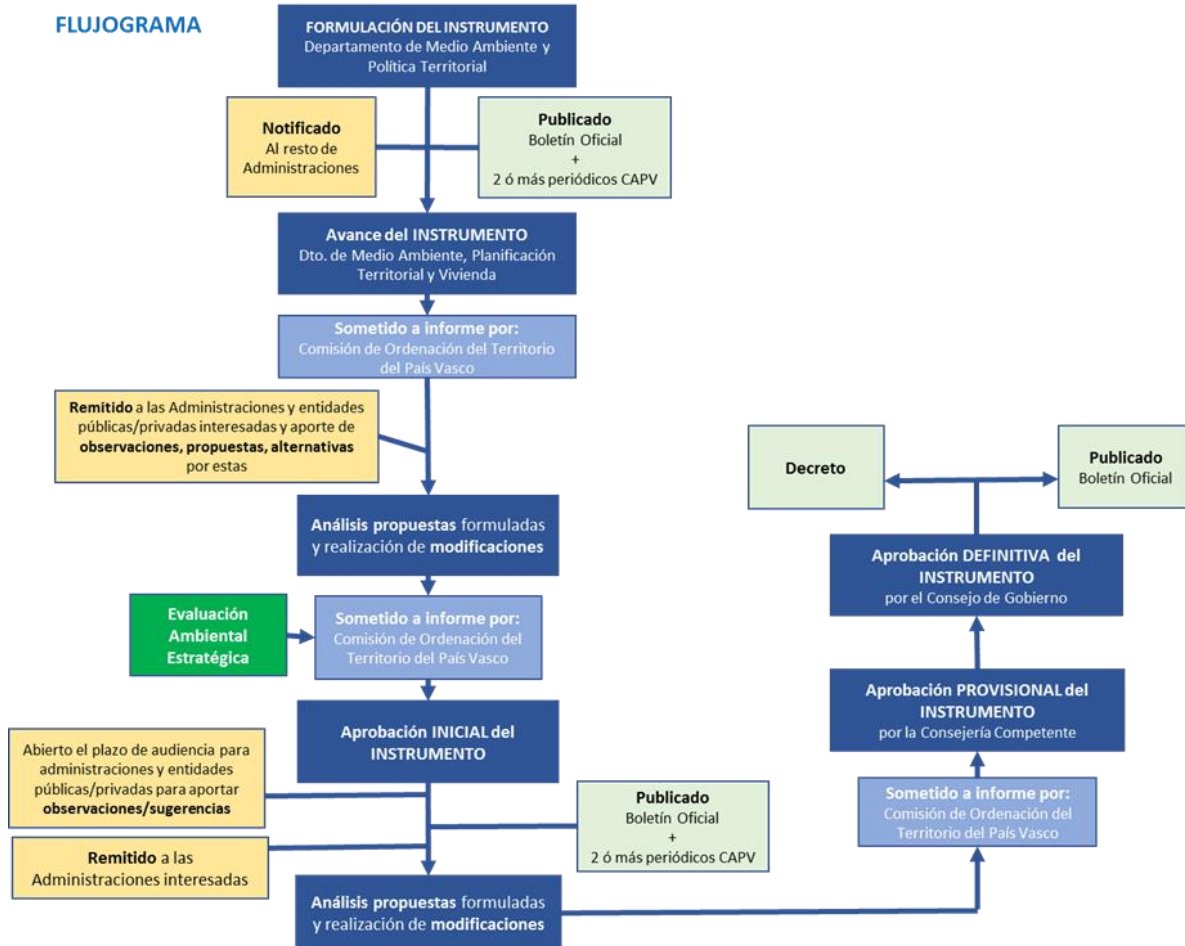 FLUJOGRAMA
FORMULACIÓN DEL INSTRUMENTO
Departamento de Medio Ambiente y
Política Territorial
Notificado
Al resto de
Administraciones
Publicado
Boletín Oficial
+
2 ó más periódicos CAPV
Avance del INSTRUMENTO
Dto. de Medio Ambiente, Planificación
Territorial y Vivienda
Sometido a informe por:
Comisión de Ordenación del Territorio
del País Vasco
Remitido a las Administraciones y entidades
públicas/privadas interesadas y aporte de
observaciones, propuestas, alternativas
por estas
Análisis propuestas formuladas
y realización de modificaciones
Evaluación
Ambiental
Estratégica
Sometido a informe por:
Comisión de Ordenación del
Territorio del País Vasco
Aprobación INICIAL del
INSTRUMENTO
Abierto el plazo de audiencia para
administraciones y entidades
públicas/privadas para aportar
observaciones/sugerencias
Publicado
Boletín Oficial
+
2 ó más periódicos CAPV
Remitido a las
Administraciones interesadas
Análisis propuestas formuladas
y realización de modificaciones
Sometido a informe por:
Comisión de Ordenación del
Territorio del País Vasco
Aprobación PROVISIONAL del
INSTRUMENTO
por la Consejería Competente
Aprobación DEFINITIVA del
INSTRUMENTO
por el Consejo de Gobierno
Decreto
Publicado
Boletín Oficial